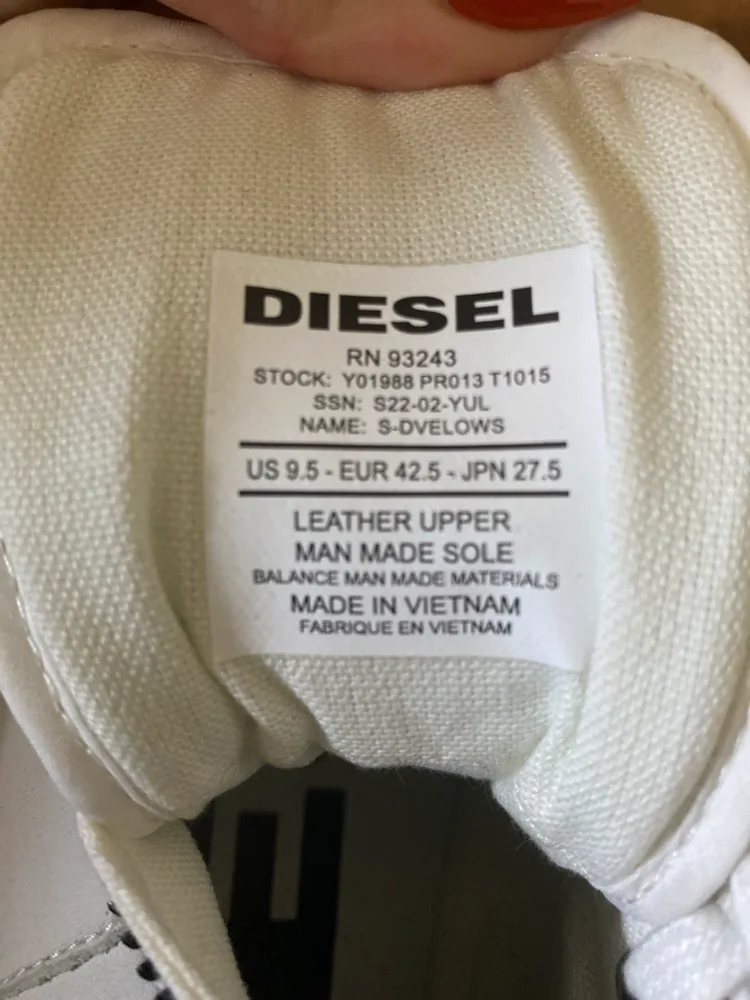 DIESEL
RN 93243
STOCK: Y01988 PR013 T1015
SSN: S22-02-YUL
NAME: S-DVELOWS
US 9.5 - EUR 42.5 - JPN 27.5
LEATHER UPPER
MAN MADE SOLE
BALANCE MAN MADE MATERIALS
MADE IN VIETNAM
FABRIQUE EN VIETNAM